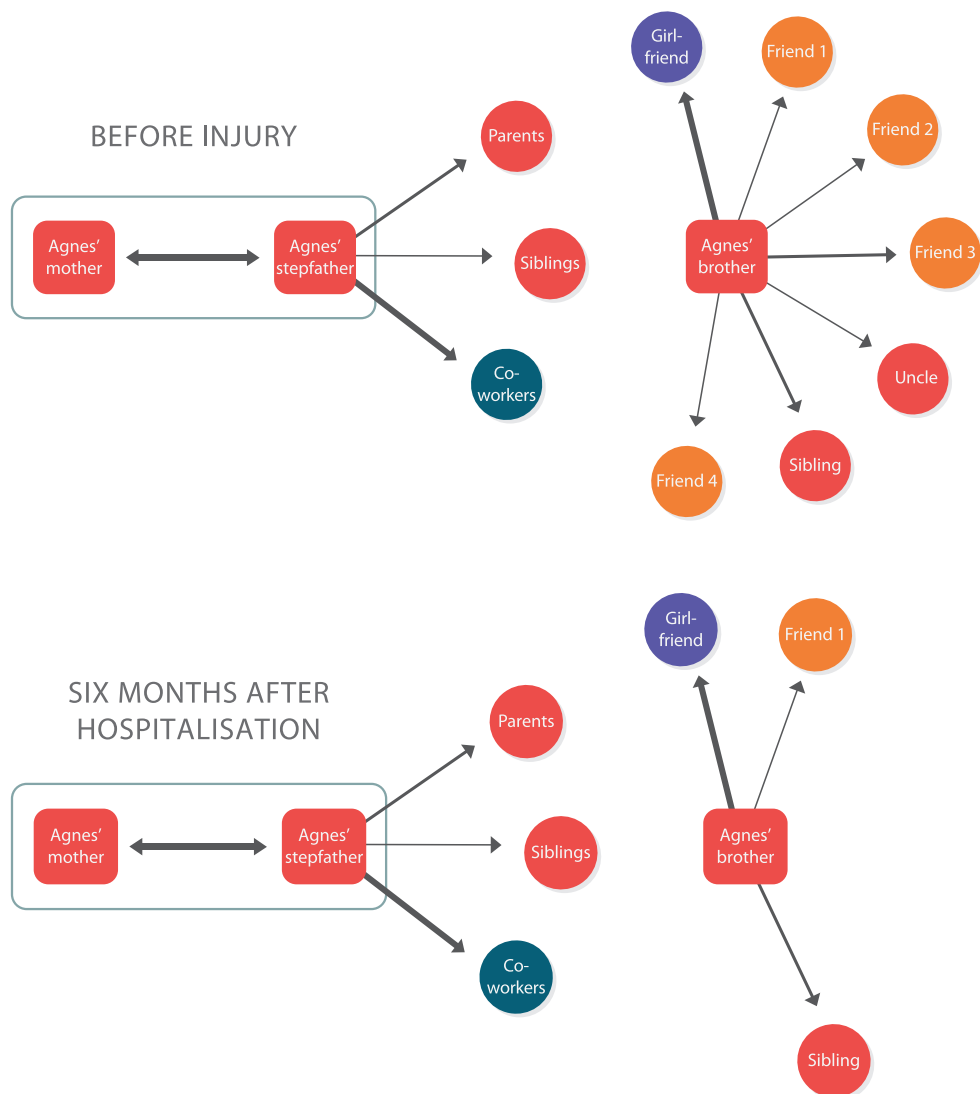 Girl-
friend
Friend 1
Friend 2
BEFORE INJURY
Parents
Agnes’
mother
Agnes’
stepfather
Siblings
Agnes’
brother
Friend 3
Co-
workers
Uncle
Sibling
Friend 4
Girl-
friend
Friend 1
SIX MONTHS AFTER
HOSPITALISATION
Parents
Agnes’
mother
Agnes’
stepfather
Siblings
Agnes’
brother
Co-
workers
Sibling